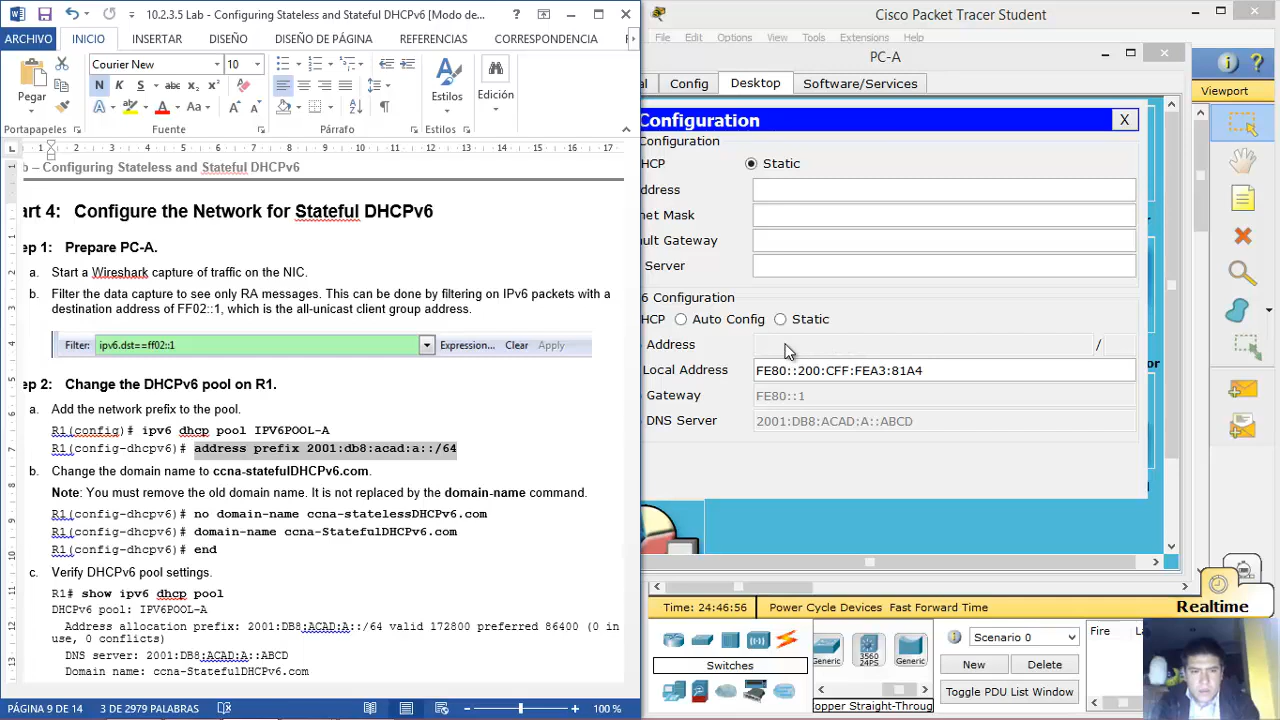 10.2.3.5 Lab - Configuring Stateless and Stateful DHCPv6 [Modo de...
ARCHIVO INICIO INSERTAR DISEÑO DISEÑO DE PÁGINA REFERENCIAS CORRESPONDENCIA
Courier New 10
N K S abc x₂ x²
Pegar
Estilos
Edición
Portapapeles Fuente Párrafo Estilos
b – Configuring Stateless and Stateful DHCPv6
art 4: Configure the Network for Stateful DHCPv6
ep 1: Prepare PC-A.
a. Start a Wireshark capture of traffic on the NIC.
b. Filter the data capture to see only RA messages. This can be done by filtering on IPv6 packets with a
destination address of FF02::1, which is the all-unicast client group address.
Filter: ipv6.dst==ff02::1 Expression... Clear Apply
ep 2: Change the DHCPv6 pool on R1.
a. Add the network prefix to the pool.
R1(config)# ipv6 dhcp pool IPV6POOL-A
R1(config-dhcpv6)# address prefix 2001:db8:acad:a::/64
b. Change the domain name to ccna-statefulDHCPv6.com.
Note: You must remove the old domain name. It is not replaced by the domain-name command.
R1(config-dhcpv6)# no domain-name ccna-statelessDHCPv6.com
R1(config-dhcpv6)# domain-name ccna-StatefulDHCPv6.com
R1(config-dhcpv6)# end
c. Verify DHCPv6 pool settings.
R1# show ipv6 dhcp pool
DHCPv6 pool: IPV6POOL-A
Address allocation prefix: 2001:DB8:ACAD:A::/64 valid 172800 preferred 86400 (0 in
use, 0 conflicts)
DNS server: 2001:DB8:ACAD:A::ABCD
Domain name: ccna-StatefulDHCPv6.com
PÁGINA 9 DE 14 3 DE 2979 PALABRAS 100 %
Cisco Packet Tracer Student
File Edit Options View Tools Extensions Help
PC-A
al Config Desktop Software/Services
Configuration X
Configuration
HCP Static
ddress
net Mask
ault Gateway
Server
6 Configuration
HCP Auto Config Static
Address /
Local Address FE80::200:CFF:FEA3:81A4
Gateway FE80::1
DNS Server 2001:DB8:ACAD:A::ABCD
or
Viewport
Realtime
Time: 24:46:56 Power Cycle Devices Fast Forward Time
Switches
Generic 3560 24PS Generic
opper Straight-Throug
Scenario 0
New Delete
Toggle PDU List Window
Fire